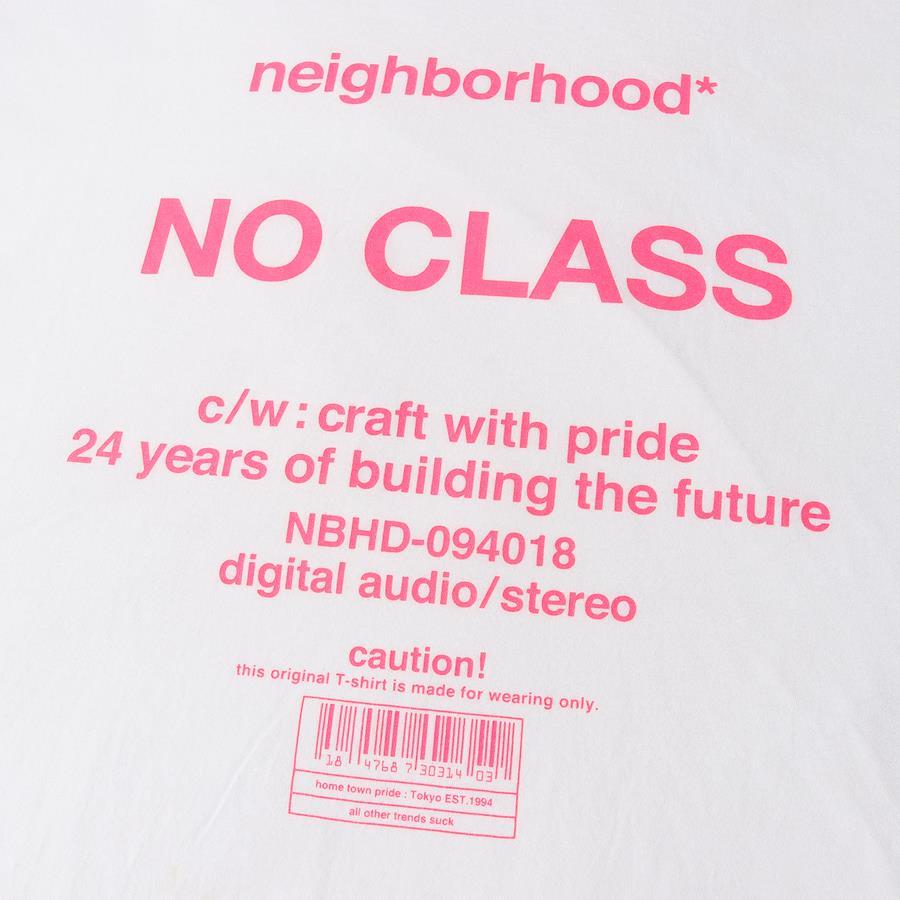 neighborhood*
NO CLASS
c/w : craft with pride
24 years of building the future
NBHD-094018
digital audio/stereo
caution!
this original T-shirt is made for wearing only.
18 4768 7 30314 03
home town pride : Tokyo EST.1994
all other trends suck